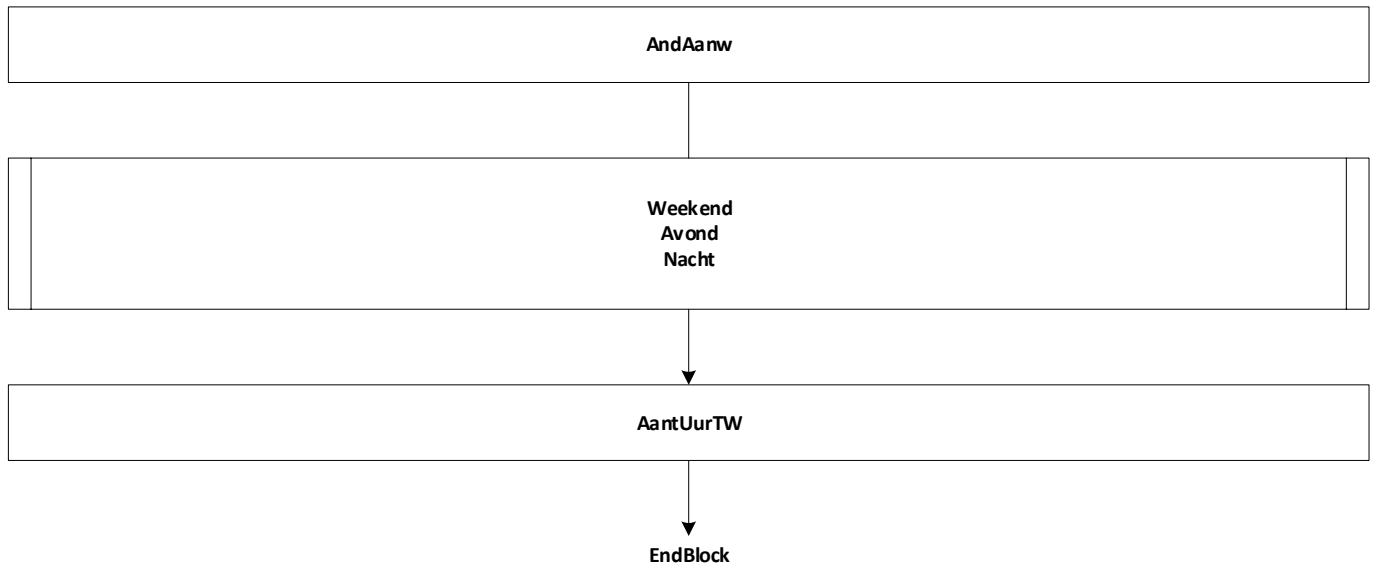 AndAanw
Weekend
Avond
Nacht
AantUurTW
EndBlock